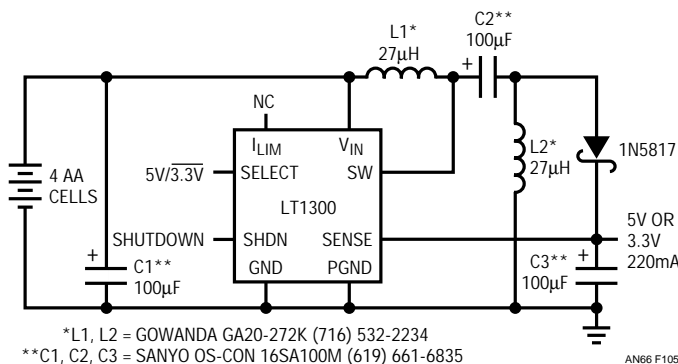 L1*
27µH
C2**
100µF
+
NC
I_LIM
V_IN
5V/3.3V
SELECT
SW
L2*
27µH
1N5817
4 AA
CELLS
LT1300
5V OR
3.3V
220mA
SHUTDOWN
SHDN
SENSE
+
C1**
100µF
GND
PGND
+
C3**
100µF
*L1, L2 = GOWANDA GA20-272K (716) 532-2234
**C1, C2, C3 = SANYO OS-CON 16SA100M (619) 661-6835
AN66 F105